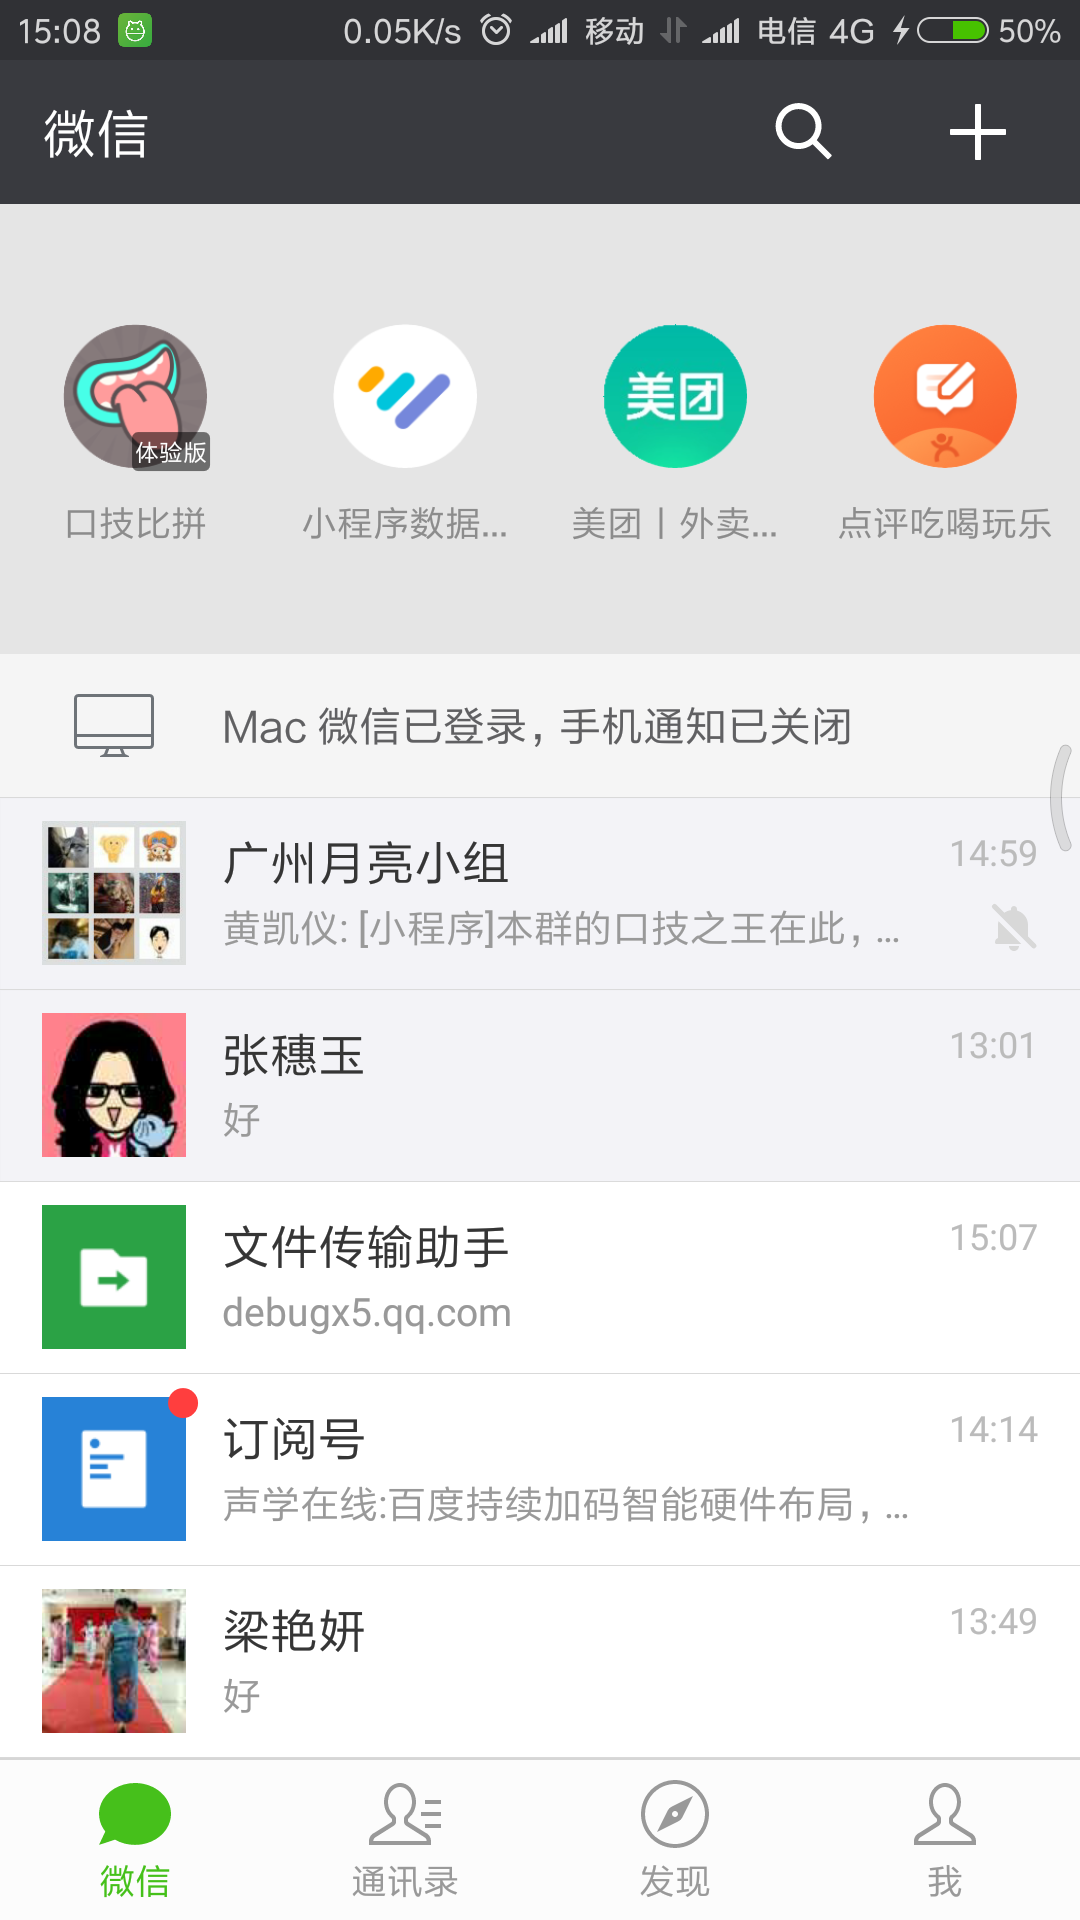 15:08 0.05K/s 移动 电信 4G 50%
微信
美团
体验版
口技比拼 小程序数据... 美团丨外卖... 点评吃喝玩乐
Mac 微信已登录，手机通知已关闭
广州月亮小组 14:59
黄凯仪: [小程序]本群的口技之王在此，...
张穗玉 13:01
好
文件传输助手 15:07
debugx5.qq.com
订阅号 14:14
声学在线:百度持续加码智能硬件布局，...
梁艳妍 13:49
好
微信 通讯录 发现 我